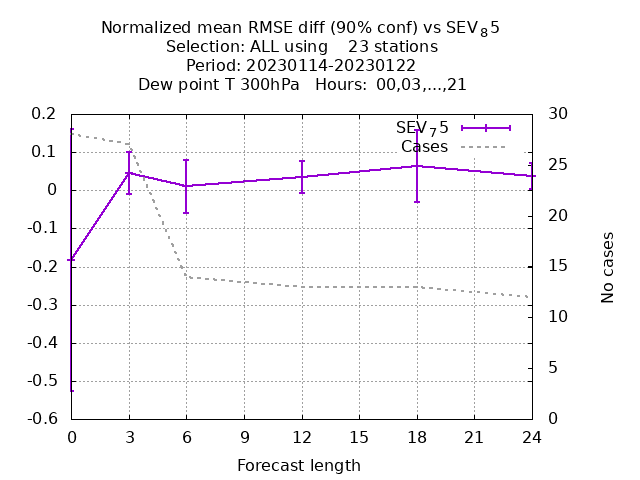 Normalized mean RMSE diff (90% conf) vs SEV₈5
Selection: ALL using    23 stations
Period: 20230114-20230122
Dew point T 300hPa   Hours: 00,03,...,21
SEV₇5
Cases
0.2
0.1
0
-0.1
-0.2
-0.3
-0.4
-0.5
-0.6
30
25
20
15
10
5
0
No cases
0 3 6 9 12 15 18 21 24
Forecast length